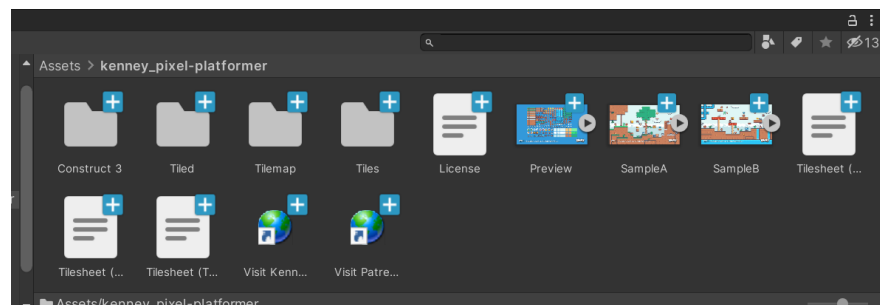 13
Assets > kenney_pixel-platformer
Construct 3
Tiled
Tilemap
Tiles
License
Preview
SampleA
SampleB
Tilesheet (...
Tilesheet (...
Tilesheet (T...
Visit Kenn...
Visit Patre...
Assets/kenney_pixel-platformer